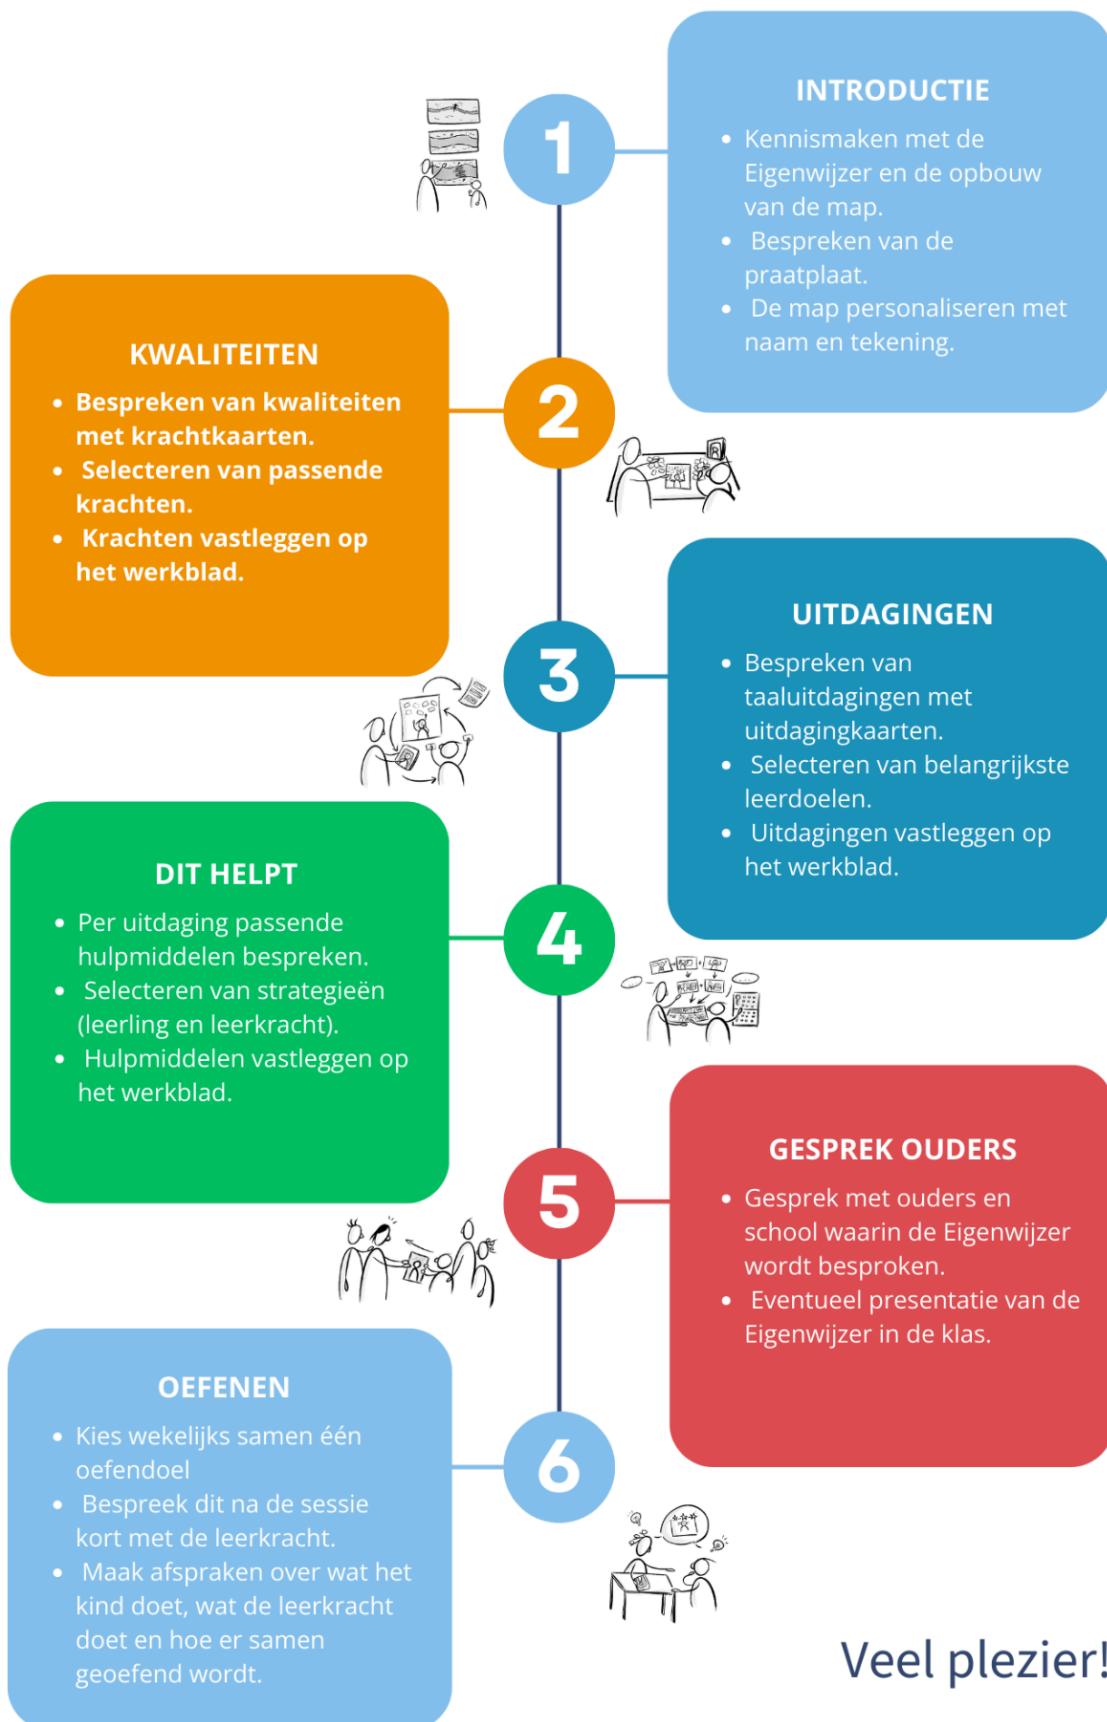 1
INTRODUCTIE
• Kennismaken met de
Eigenwijzer en de opbouw
van de map.
• Bespreken van de
praatplaat.
• De map personaliseren met
naam en tekening.
2
KWALITEITEN
• Bespreken van kwaliteiten
met krachtkaarten.
• Selecteren van passende
krachten.
• Krachten vastleggen op
het werkblad.
3
UITDAGINGEN
• Bespreken van
taaluitdagingen met
uitdagingkaarten.
• Selecteren van belangrijkste
leerdoelen.
• Uitdagingen vastleggen op
het werkblad.
4
DIT HELPT
• Per uitdaging passende
hulpmiddelen bespreken.
• Selecteren van strategieën
(leerling en leerkracht).
• Hulpmiddelen vastleggen op
het werkblad.
5
GESPREK OUDERS
• Gesprek met ouders en
school waarin de Eigenwijzer
wordt besproken.
• Eventueel presentatie van de
Eigenwijzer in de klas.
6
OEFENEN
• Kies wekelijks samen één
oefendoel
• Bespreek dit na de sessie
kort met de leerkracht.
• Maak afspraken over wat het
kind doet, wat de leerkracht
doet en hoe er samen
geoefend wordt.
Veel plezier!